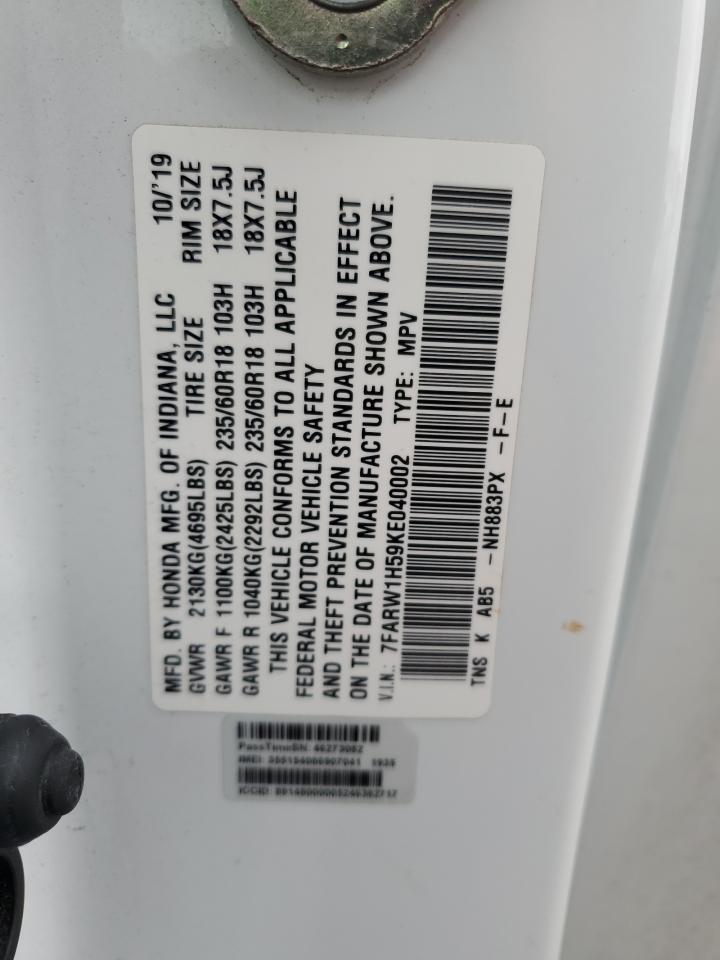 MFD. BY HONDA MFG. OF INDIANA, LLC 10/'19
GVWR 2130KG(4695LBS) TIRE SIZE RIM SIZE
GAWR F 1100KG(2425LBS) 235/60R18 103H 18X7.5J
GAWR R 1040KG(2292LBS) 235/60R18 103H 18X7.5J
THIS VEHICLE CONFORMS TO ALL APPLICABLE
FEDERAL MOTOR VEHICLE SAFETY
AND THEFT PREVENTION STANDARDS IN EFFECT
ON THE DATE OF MANUFACTURE SHOWN ABOVE.
V.I.N.: 7FARW1H59KE040002 TYPE: MPV
TNS K AB5 -NH883PX -F-E
PassTimeSN: 46273082
IMEI: 1935
ICCID: